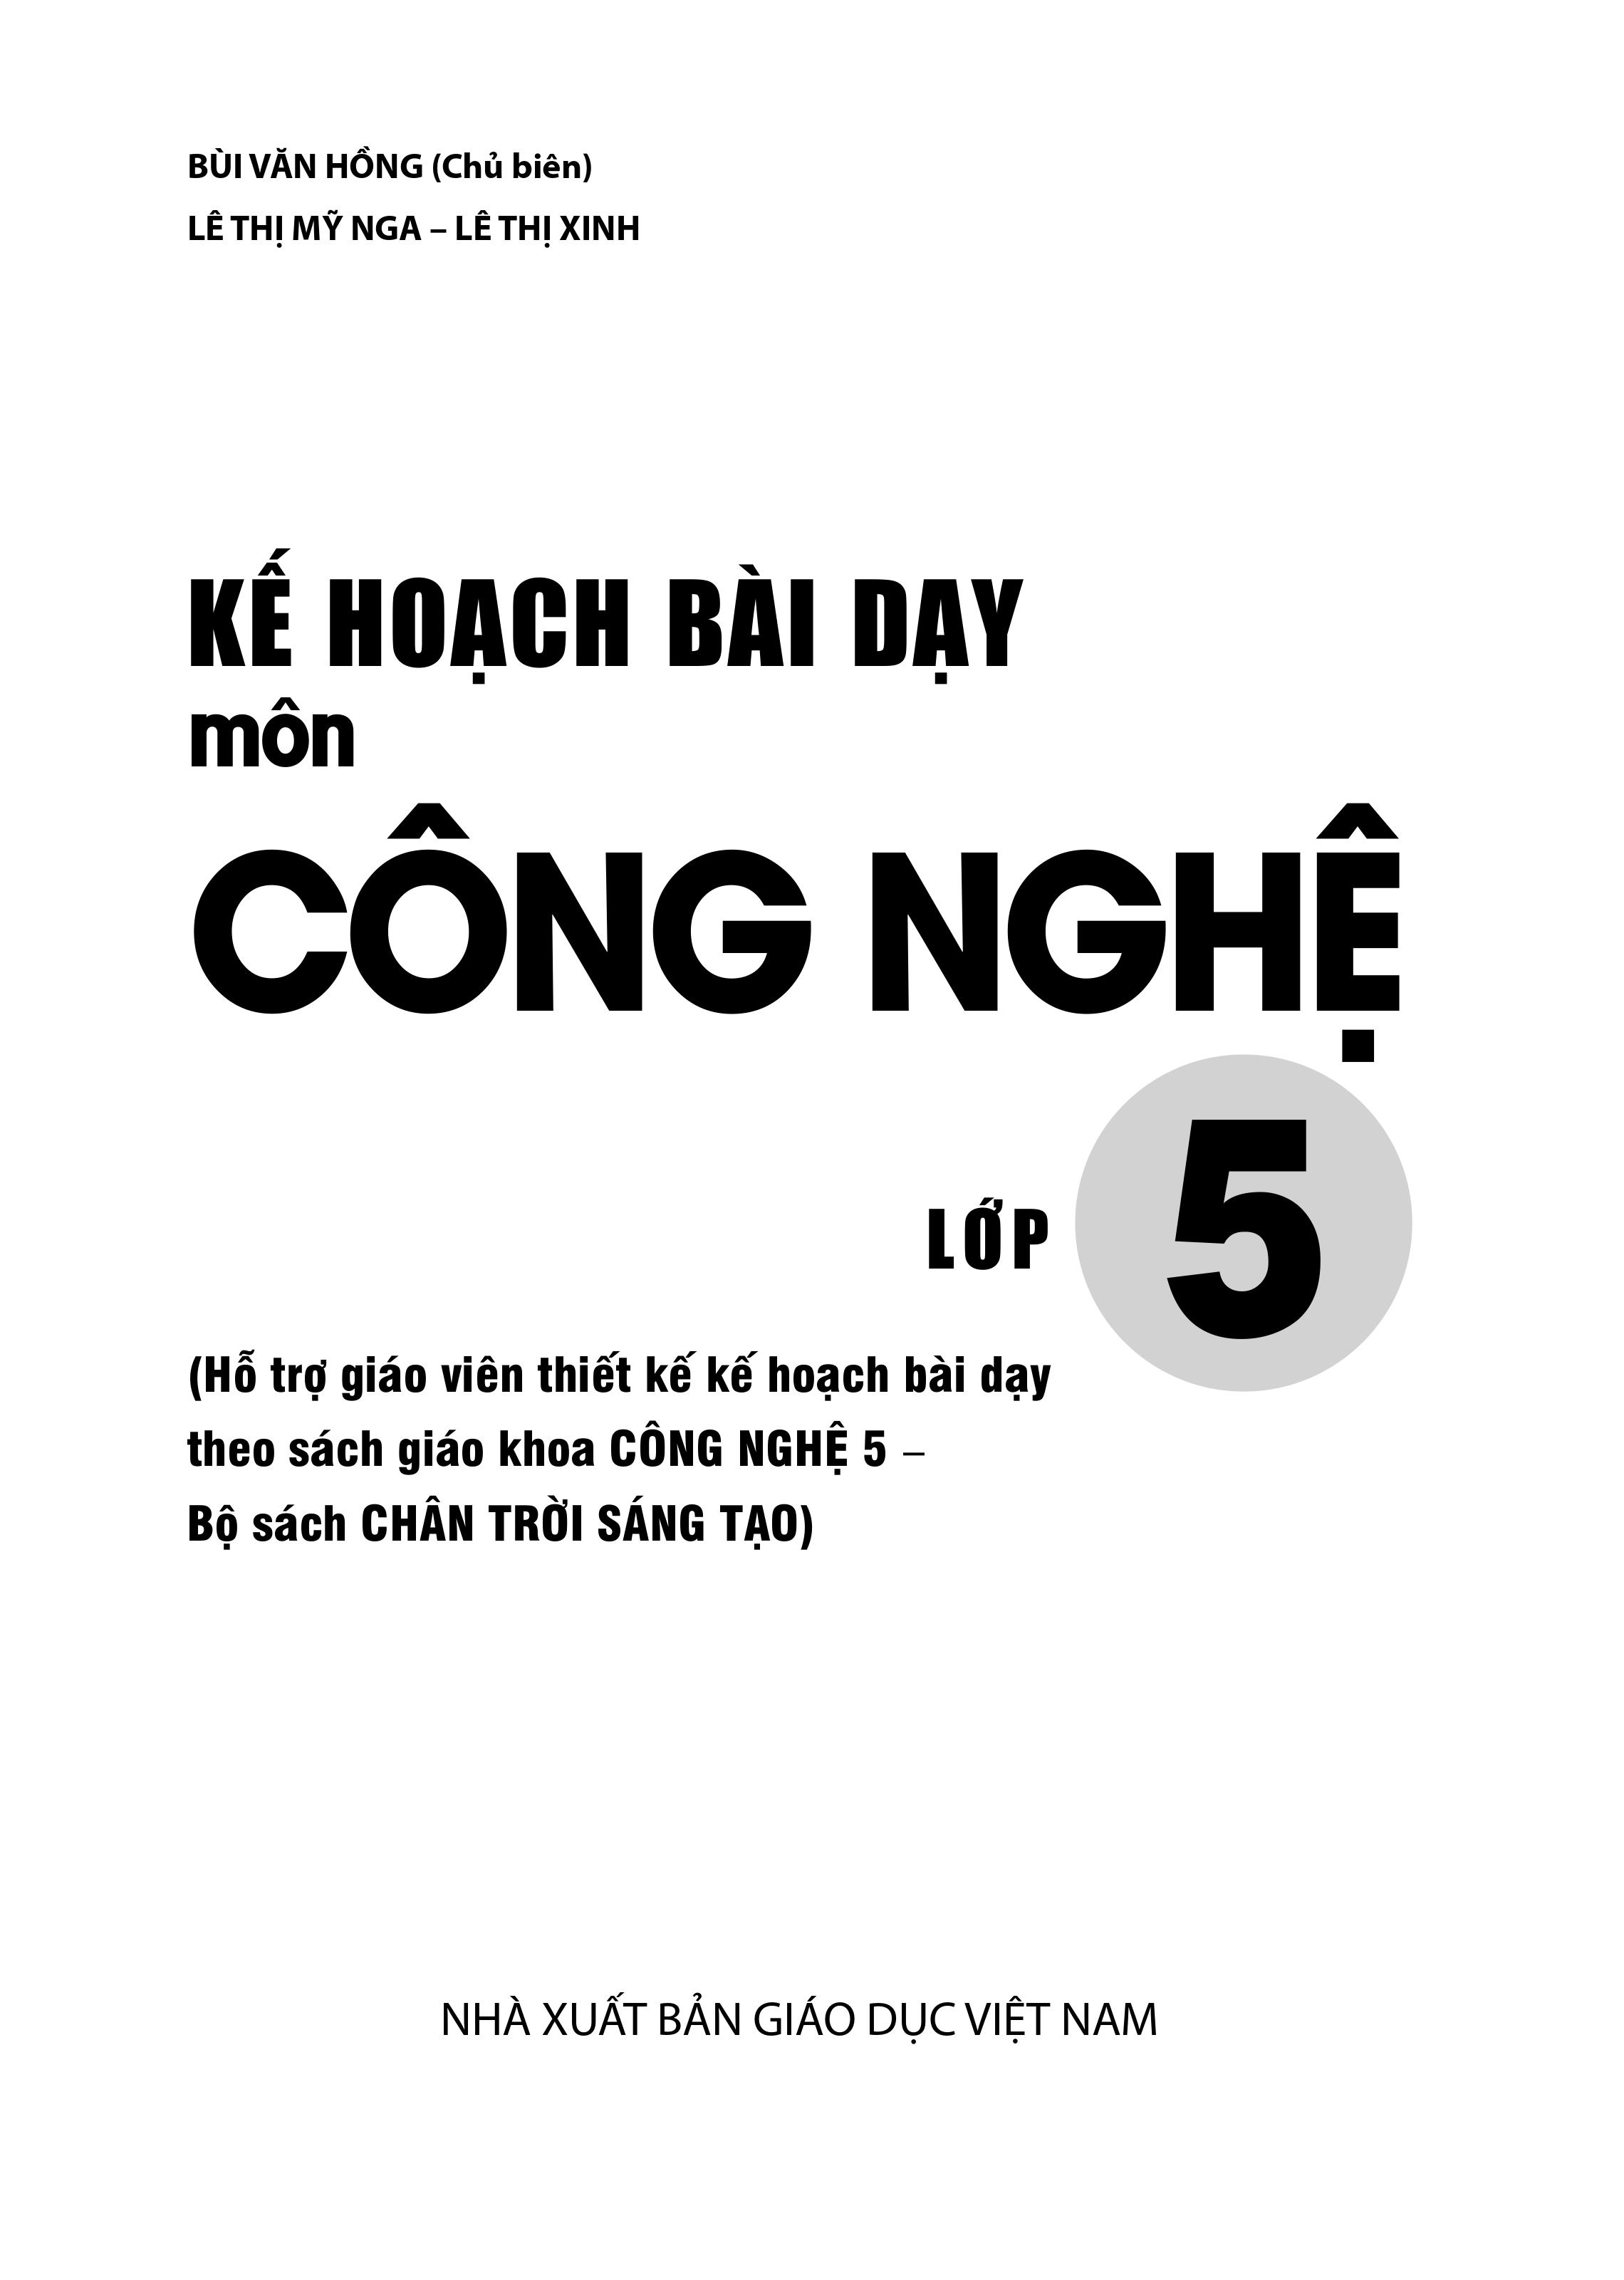 BÙI VĂN HỒNG (Chủ biên)
LÊ THỊ MỸ NGA – LÊ THỊ XINH
KẾ HOẠCH BÀI DẠY
môn
CÔNG NGHỆ
LỚP 5
(Hỗ trợ giáo viên thiết kế kế hoạch bài dạy
theo sách giáo khoa CÔNG NGHỆ 5 –
Bộ sách CHÂN TRỜI SÁNG TẠO)
NHÀ XUẤT BẢN GIÁO DỤC VIỆT NAM